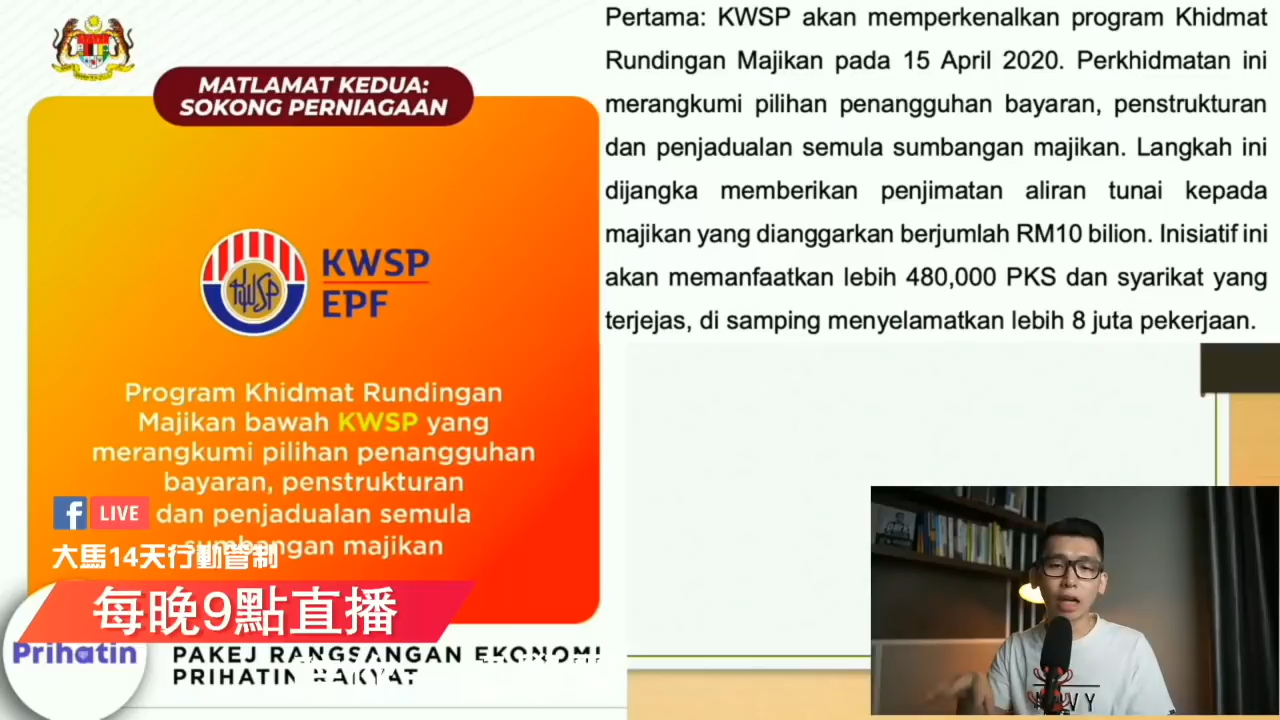 MATLAMAT KEDUA:
SOKONG PERNIAGAAN
KWSP
KWSP
EPF
Program Khidmat Rundingan
Majikan bawah KWSP yang
merangkumi pilihan penangguhan
bayaran, penstrukturan
dan penjadualan semula
sumbangan majikan
f LIVE
大馬14天行動管制
每晚9點直播
Prihatin
PAKEJ RANGSANGAN EKONOMI
PRIHATIN RAKYAT
Pertama: KWSP akan memperkenalkan program Khidmat
Rundingan Majikan pada 15 April 2020. Perkhidmatan ini
merangkumi pilihan penangguhan bayaran, penstrukturan
dan penjadualan semula sumbangan majikan. Langkah ini
dijangka memberikan penjimatan aliran tunai kepada
majikan yang dianggarkan berjumlah RM10 bilion. Inisiatif ini
akan memanfaatkan lebih 480,000 PKS dan syarikat yang
terjejas, di samping menyelamatkan lebih 8 juta pekerjaan.